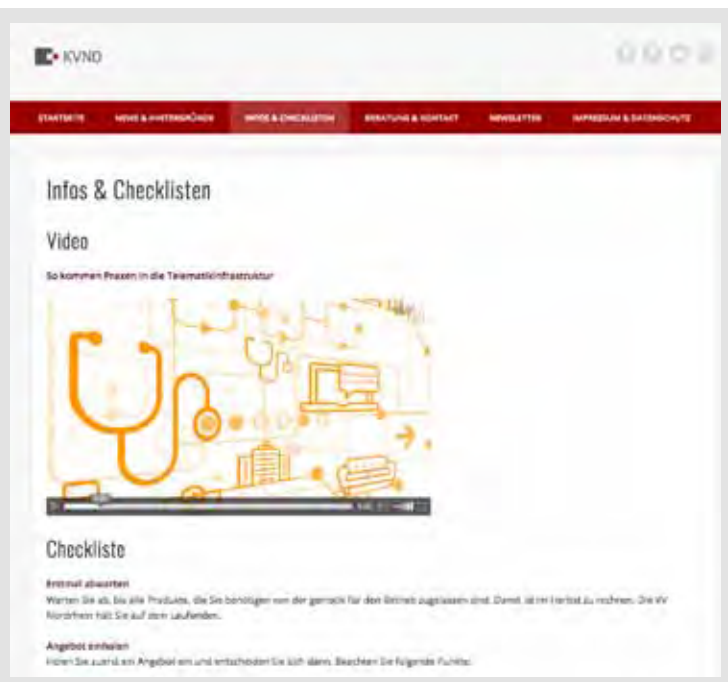 KVNO
STARTSEITE NEWS & HINTERGRÜNDE INFOS & CHECKLISTEN BERATUNG & KONTAKT NEWSLETTER IMPRESSUM & DATENSCHUTZ
Infos & Checklisten
Video
So kommen Praxen in die Telematikinfrastruktur
Checkliste
Erstmal abwarten
Warten Sie ab, bis alle Produkte, die Sie benötigen von der gematik für den Betrieb zugelassen sind. Damit ist im Herbst zu rechnen. Die KV
Nordrhein hält Sie auf dem Laufenden.
Angebot einholen
Holen Sie zuerst ein Angebot ein und entscheiden Sie sich dann. Beachten Sie folgende Punkte: